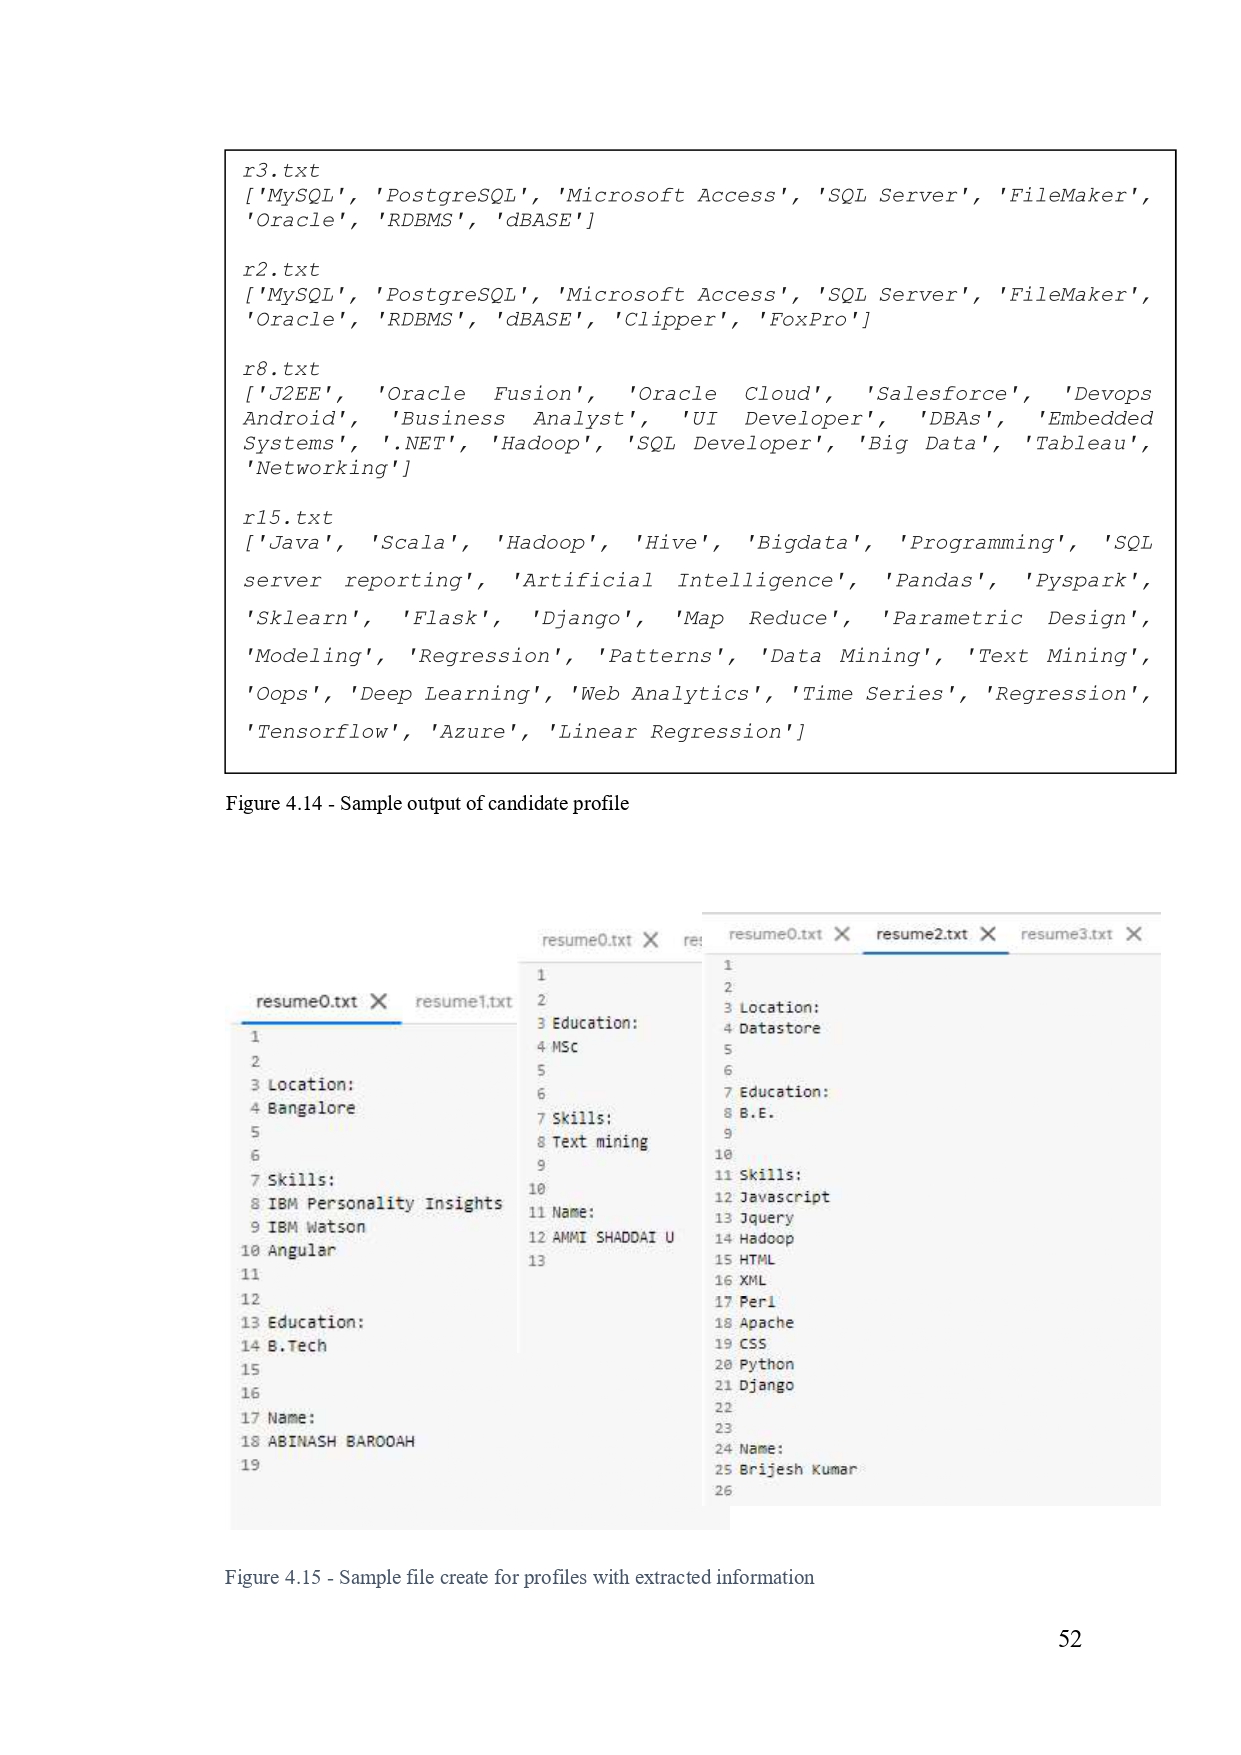 r3.txt
['MySQL', 'PostgreSQL', 'Microsoft Access', 'SQL Server', 'FileMaker',
'Oracle', 'RDBMS', 'dBASE']
r2.txt
['MySQL', 'PostgreSQL', 'Microsoft Access', 'SQL Server', 'FileMaker',
'Oracle', 'RDBMS', 'dBASE', 'Clipper', 'FoxPro']
r8.txt
['J2EE', 'Oracle Fusion', 'Oracle Cloud', 'Salesforce', 'Devops
Android', 'Business Analyst', 'UI Developer', 'DBAs', 'Embedded
Systems', '.NET', 'Hadoop', 'SQL Developer', 'Big Data', 'Tableau',
'Networking']
r15.txt
['Java', 'Scala', 'Hadoop', 'Hive', 'Bigdata', 'Programming', 'SQL
server reporting', 'Artificial Intelligence', 'Pandas', 'Pyspark',
'Sklearn', 'Flask', 'Django', 'Map Reduce', 'Parametric Design',
'Modeling', 'Regression', 'Patterns', 'Data Mining', 'Text Mining',
'Oops', 'Deep Learning', 'Web Analytics', 'Time Series', 'Regression',
'Tensorflow', 'Azure', 'Linear Regression']
Figure 4.14 - Sample output of candidate profile
resume0.txt resume1.txt
1
2
3 Location:
4 Bangalore
5
6
7 Skills:
8 IBM Personality Insights
9 IBM Watson
10 Angular
11
12
13 Education:
14 B.Tech
15
16
17 Name:
18 ABINASH BAROOAH
19
resume0.txt res
1
2
3 Education:
4 MSc
5
6
7 Skills:
8 Text mining
9
10
11 Name:
12 AMMI SHADDAI U
13
resume0.txt resume2.txt resume3.txt
1
2
3 Location:
4 Datastore
5
6
7 Education:
8 B.E.
9
10
11 Skills:
12 Javascript
13 Jquery
14 Hadoop
15 HTML
16 XML
17 Perl
18 Apache
19 CSS
20 Python
21 Django
22
23
24 Name:
25 Brijesh Kumar
26
Figure 4.15 - Sample file create for profiles with extracted information
52